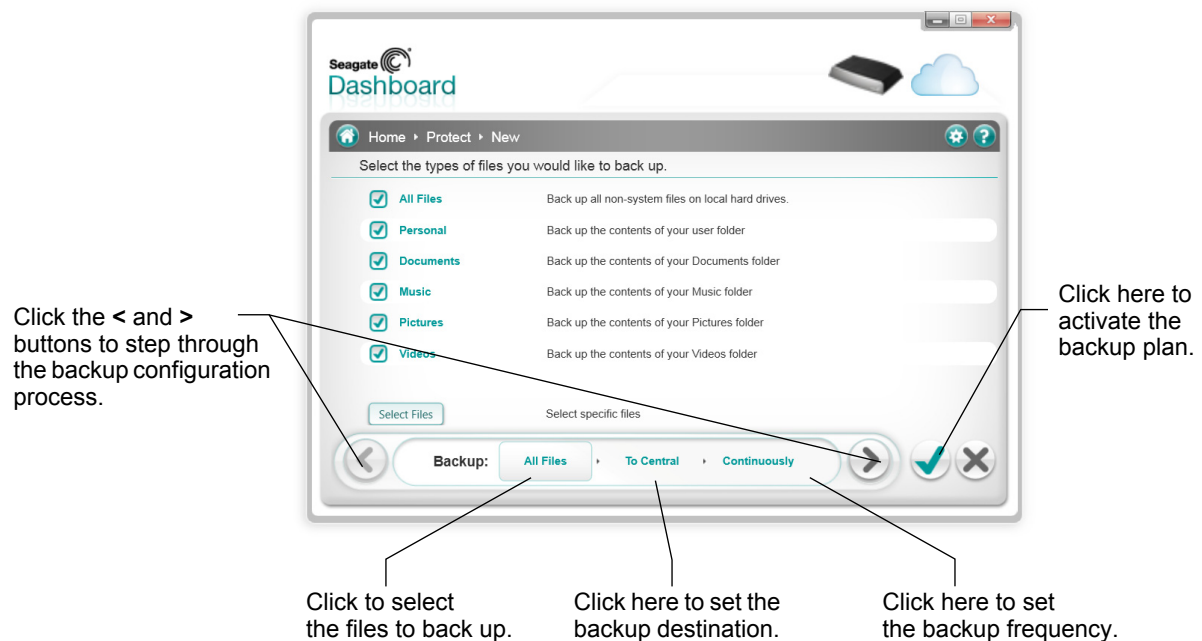 Seagate
Dashboard
Home ▸ Protect ▸ New
?
Select the types of files you would like to back up.
All Files Back up all non-system files on local hard drives.
Personal Back up the contents of your user folder
Documents Back up the contents of your Documents folder
Music Back up the contents of your Music folder
Pictures Back up the contents of your Pictures folder
Videos Back up the contents of your Videos folder
Select Files Select specific files
Backup: All Files ▸ To Central ▸ Continuously
Click the < and >
buttons to step through
the backup configuration
process.
Click here to
activate the
backup plan.
Click to select
the files to back up.
Click here to set the
backup destination.
Click here to set
the backup frequency.